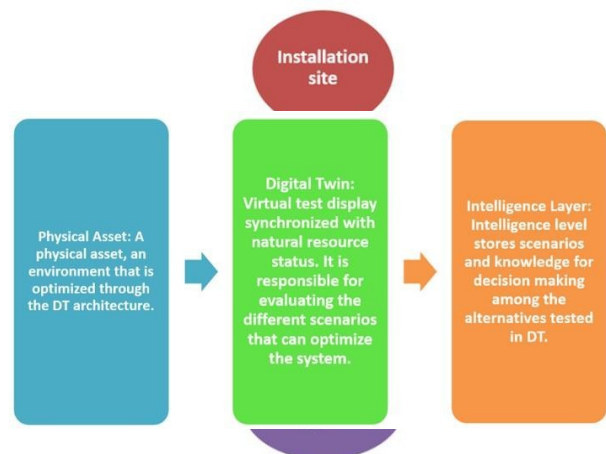 Installation
site
Physical Asset: A
physical asset, an
environment that is
optimized through
the DT architecture.
Digital Twin:
Virtual test display
synchronized with
natural resource
status. It is
responsible for
evaluating the
different scenarios
that can optimize
the system.
Intelligence Layer:
Intelligence level
stores scenarios
and knowledge for
decision making
among the
alternatives tested
in DT.